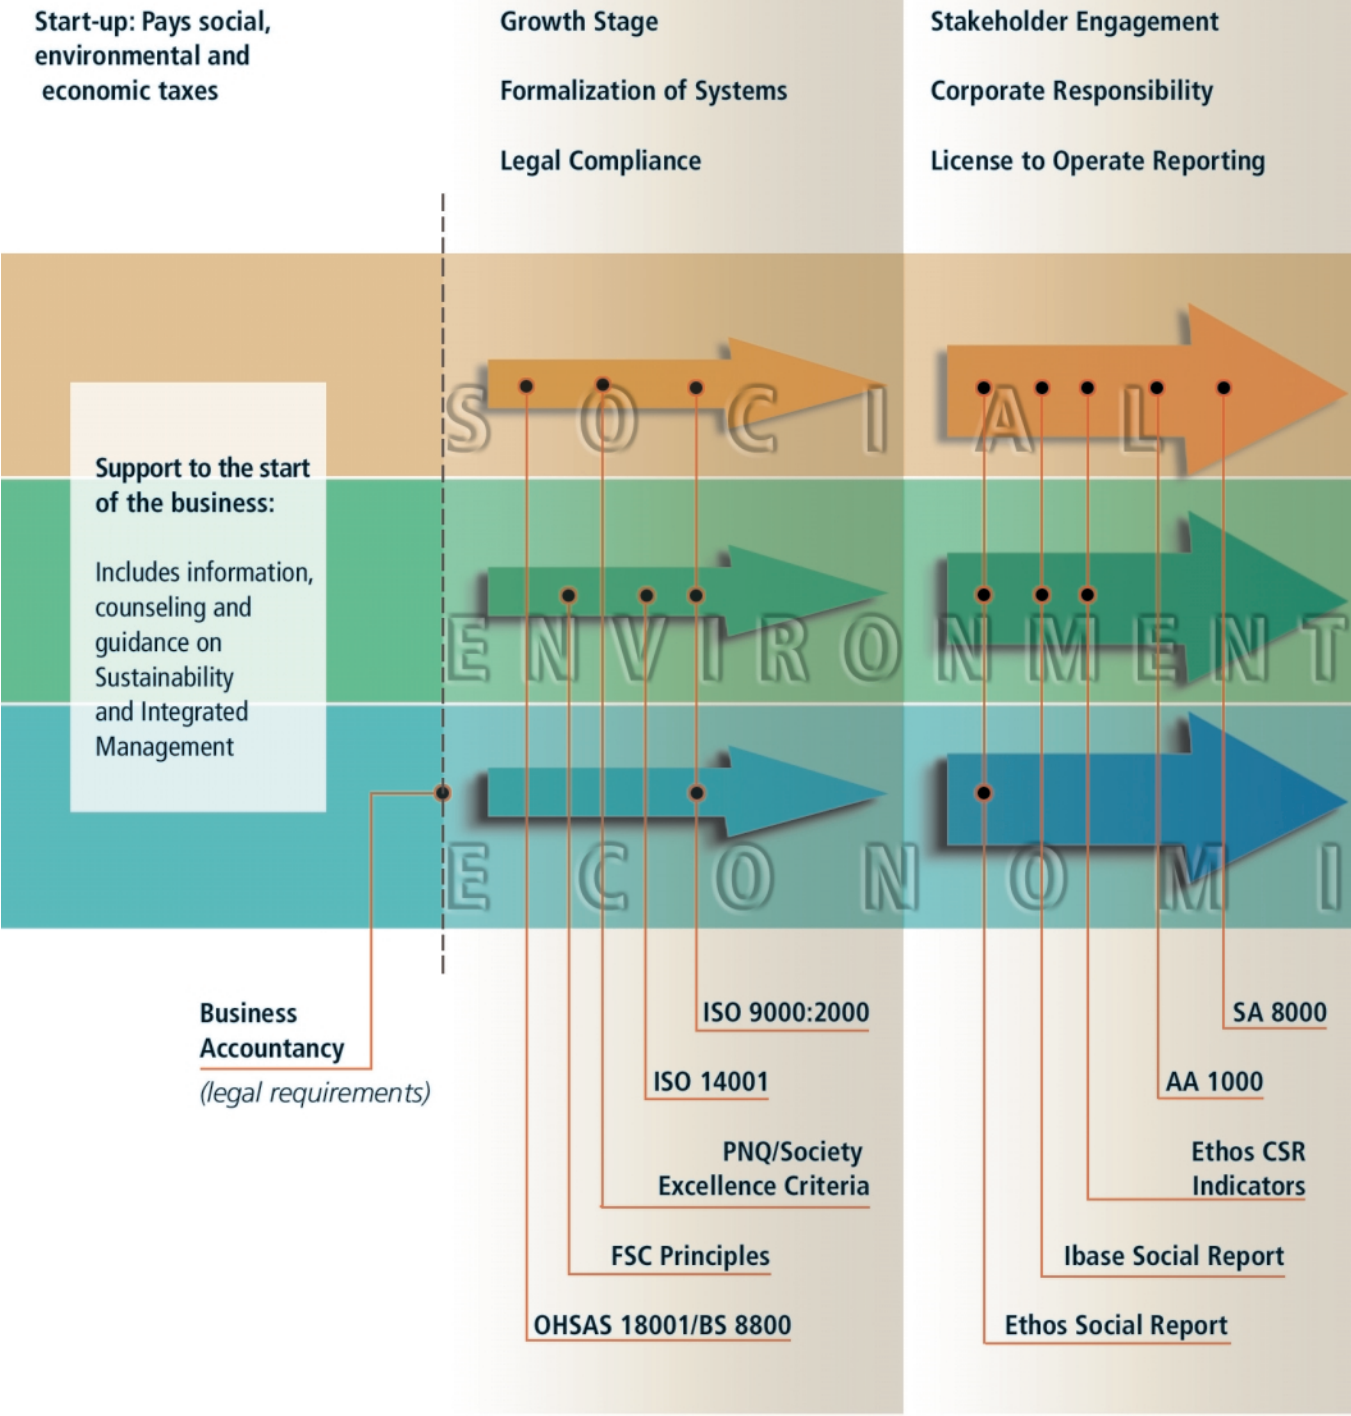 Start-up: Pays social,
environmental and
economic taxes
Growth Stage
Formalization of Systems
Legal Compliance
Stakeholder Engagement
Corporate Responsibility
License to Operate Reporting
SOCIAL
Support to the start
of the business:
Includes information,
counseling and
guidance on
Sustainability
and Integrated
Management
ENVIRONMENT
ECONOMI
Business
Accountancy
(legal requirements)
ISO 9000:2000
ISO 14001
PNQ/Society
Excellence Criteria
FSC Principles
OHSAS 18001/BS 8800
SA 8000
AA 1000
Ethos CSR
Indicators
Ibase Social Report
Ethos Social Report